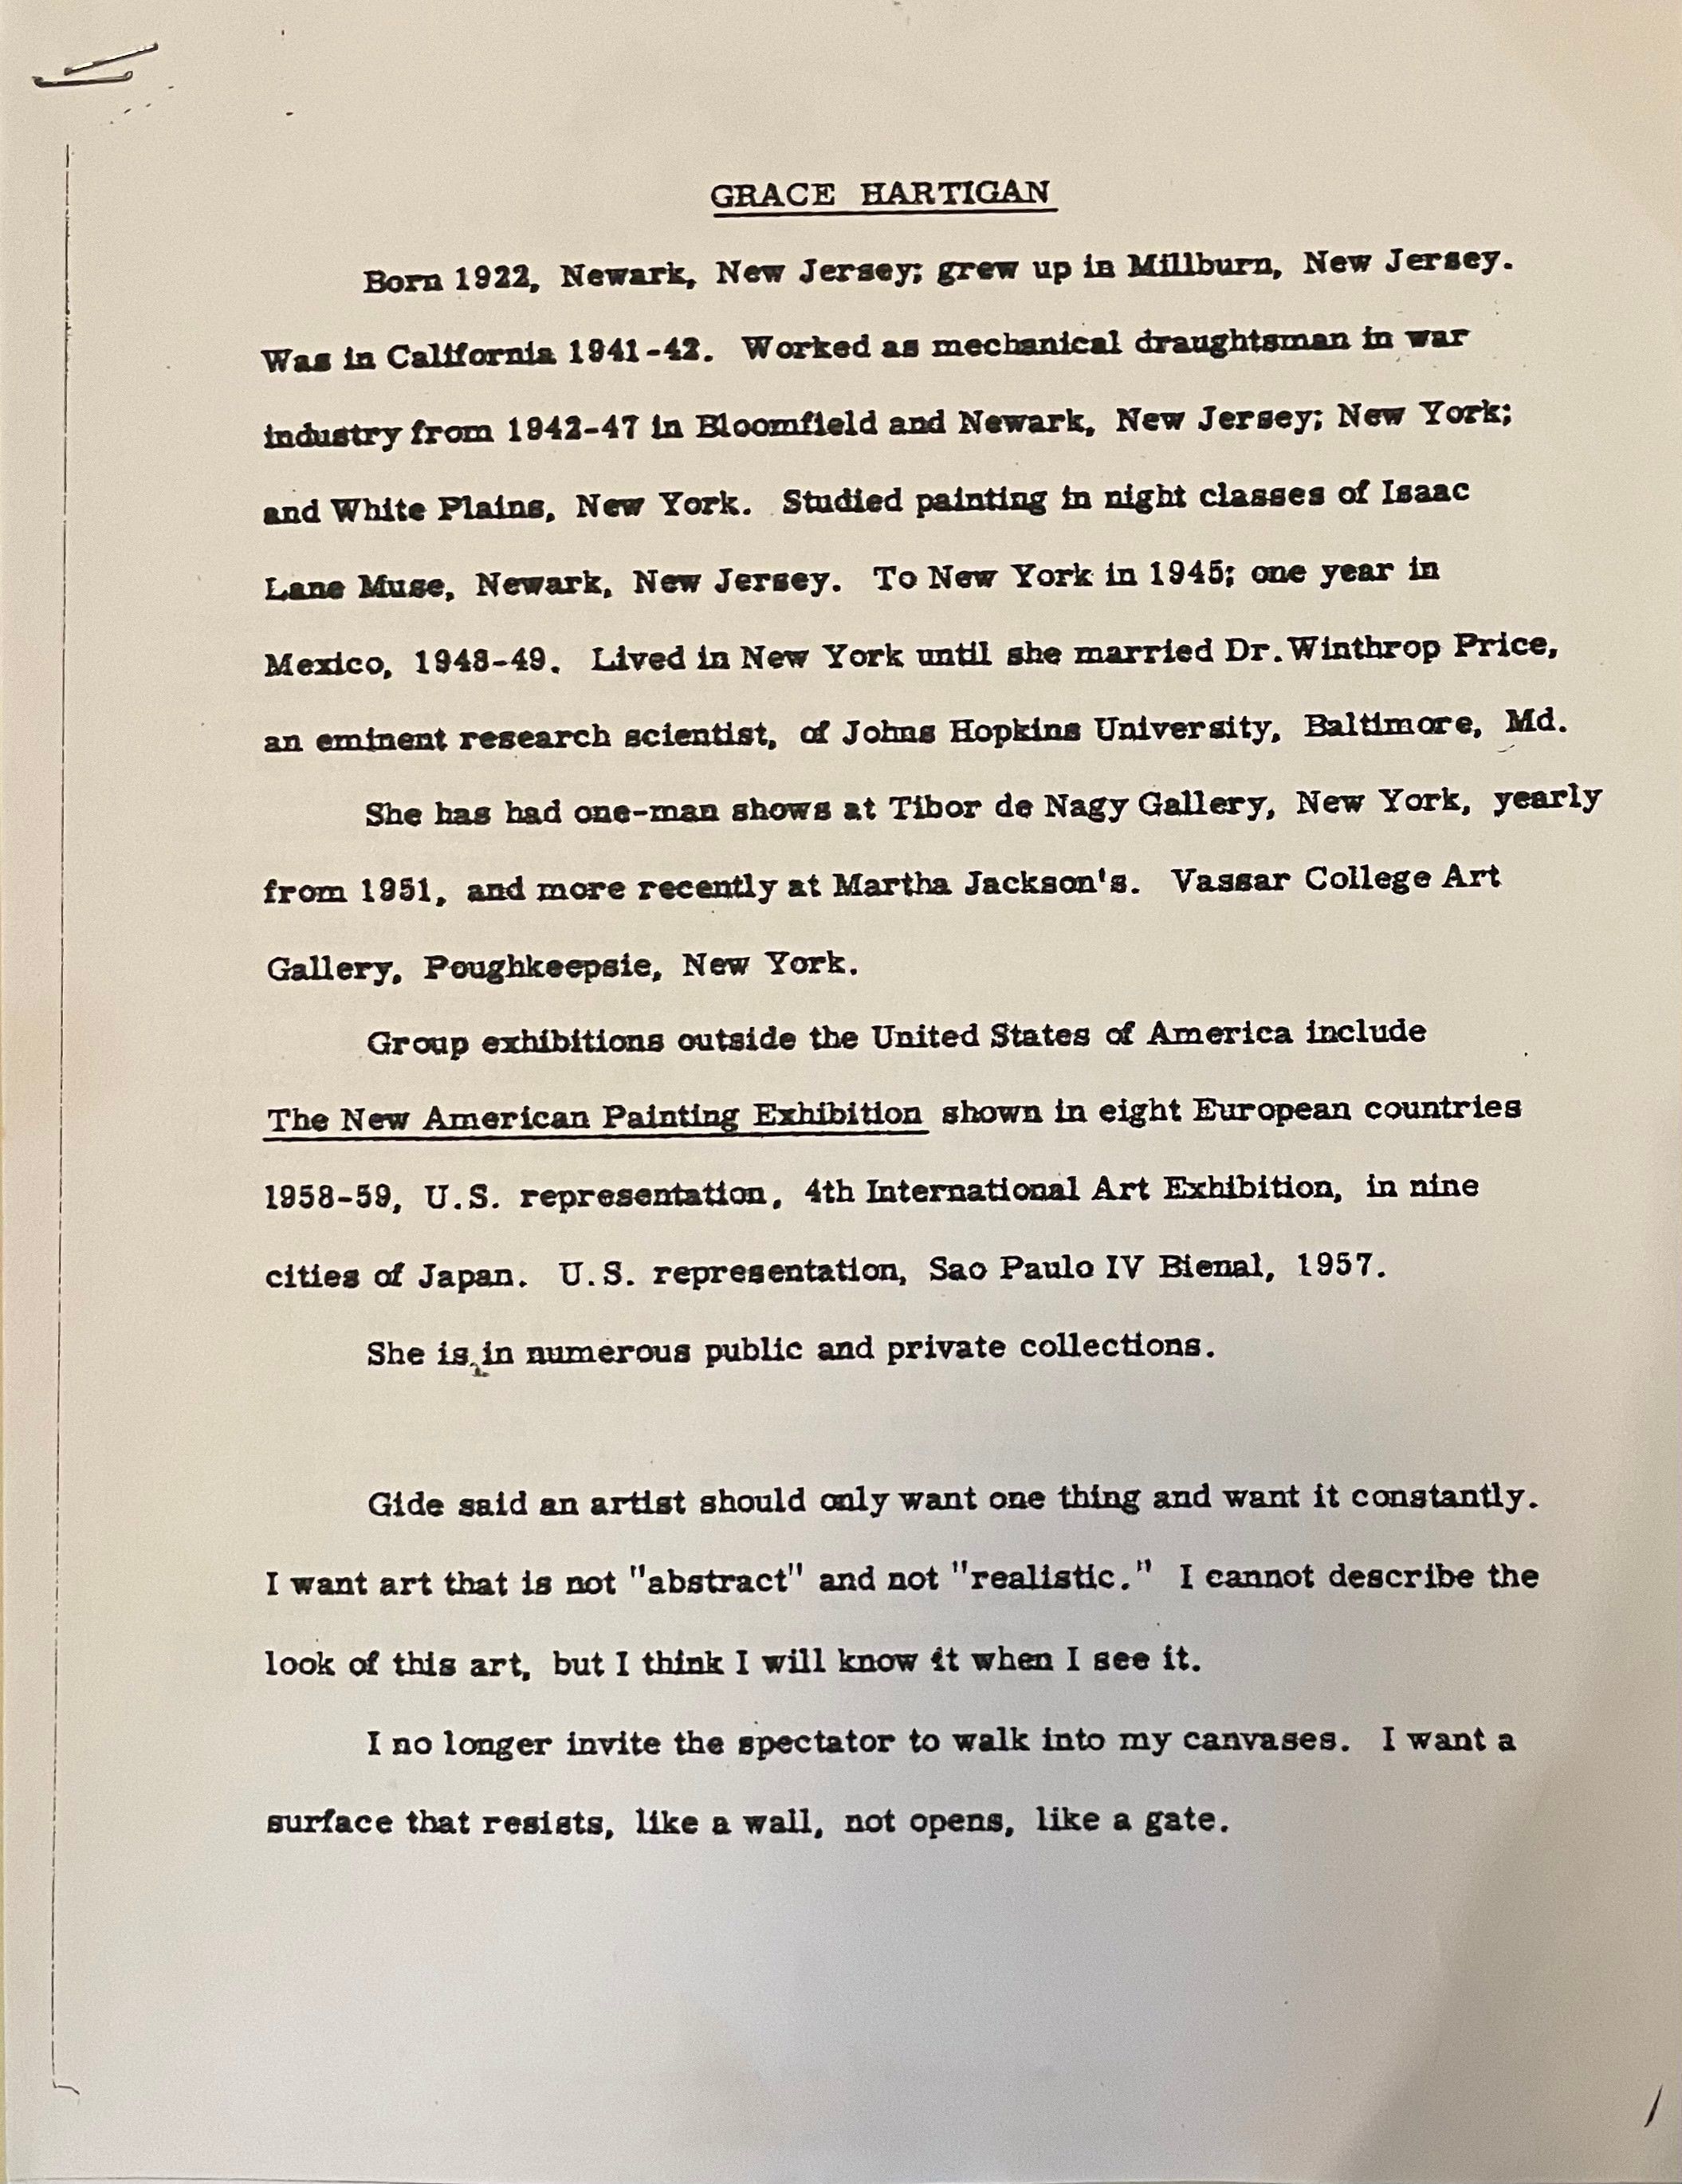 GRACE HARTIGAN
Born 1922, Newark, New Jersey; grew up in Millburn, New Jersey.
Was in California 1941-42. Worked as mechanical draughtsman in war
industry from 1942-47 in Bloomfield and Newark, New Jersey; New York;
and White Plains, New York. Studied painting in night classes of Isaac
Lane Muse, Newark, New Jersey. To New York in 1945; one year in
Mexico, 1948-49. Lived in New York until she married Dr. Winthrop Price,
an eminent research scientist, of Johns Hopkins University, Baltimore, Md.
She has had one-man shows at Tibor de Nagy Gallery, New York, yearly
from 1951, and more recently at Martha Jackson's. Vassar College Art
Gallery, Poughkeepsie, New York.
Group exhibitions outside the United States of America include
The New American Painting Exhibition shown in eight European countries
1958-59, U.S. representation, 4th International Art Exhibition, in nine
cities of Japan. U.S. representation, Sao Paulo IV Bienal, 1957.
She is in numerous public and private collections.
Gide said an artist should only want one thing and want it constantly.
I want art that is not "abstract" and not "realistic." I cannot describe the
look of this art, but I think I will know it when I see it.
I no longer invite the spectator to walk into my canvases. I want a
surface that resists, like a wall, not opens, like a gate.